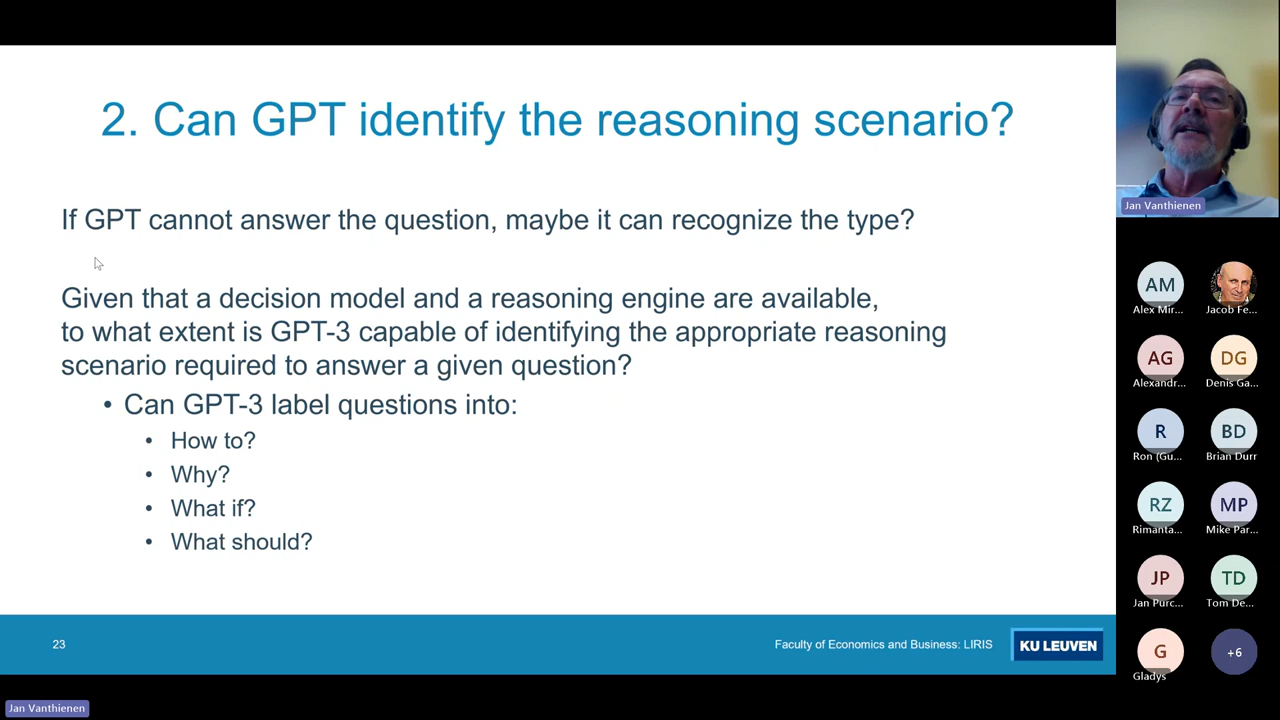 2. Can GPT identify the reasoning scenario?
If GPT cannot answer the question, maybe it can recognize the type?
Given that a decision model and a reasoning engine are available,
to what extent is GPT-3 capable of identifying the appropriate reasoning
scenario required to answer a given question?
• Can GPT-3 label questions into:
• How to?
• Why?
• What if?
• What should?
23
Faculty of Economics and Business: LIRIS
KU LEUVEN
Jan Vanthienen
Jan Vanthienen
AM
Alex Mir...
Jacob Fe...
AG
Alexandr...
DG
Denis Ga...
R
Ron (Gu...
BD
Brian Durr
RZ
Rimanta...
MP
Mike Par...
JP
Jan Purc...
TD
Tom De...
G
Gladys
+6